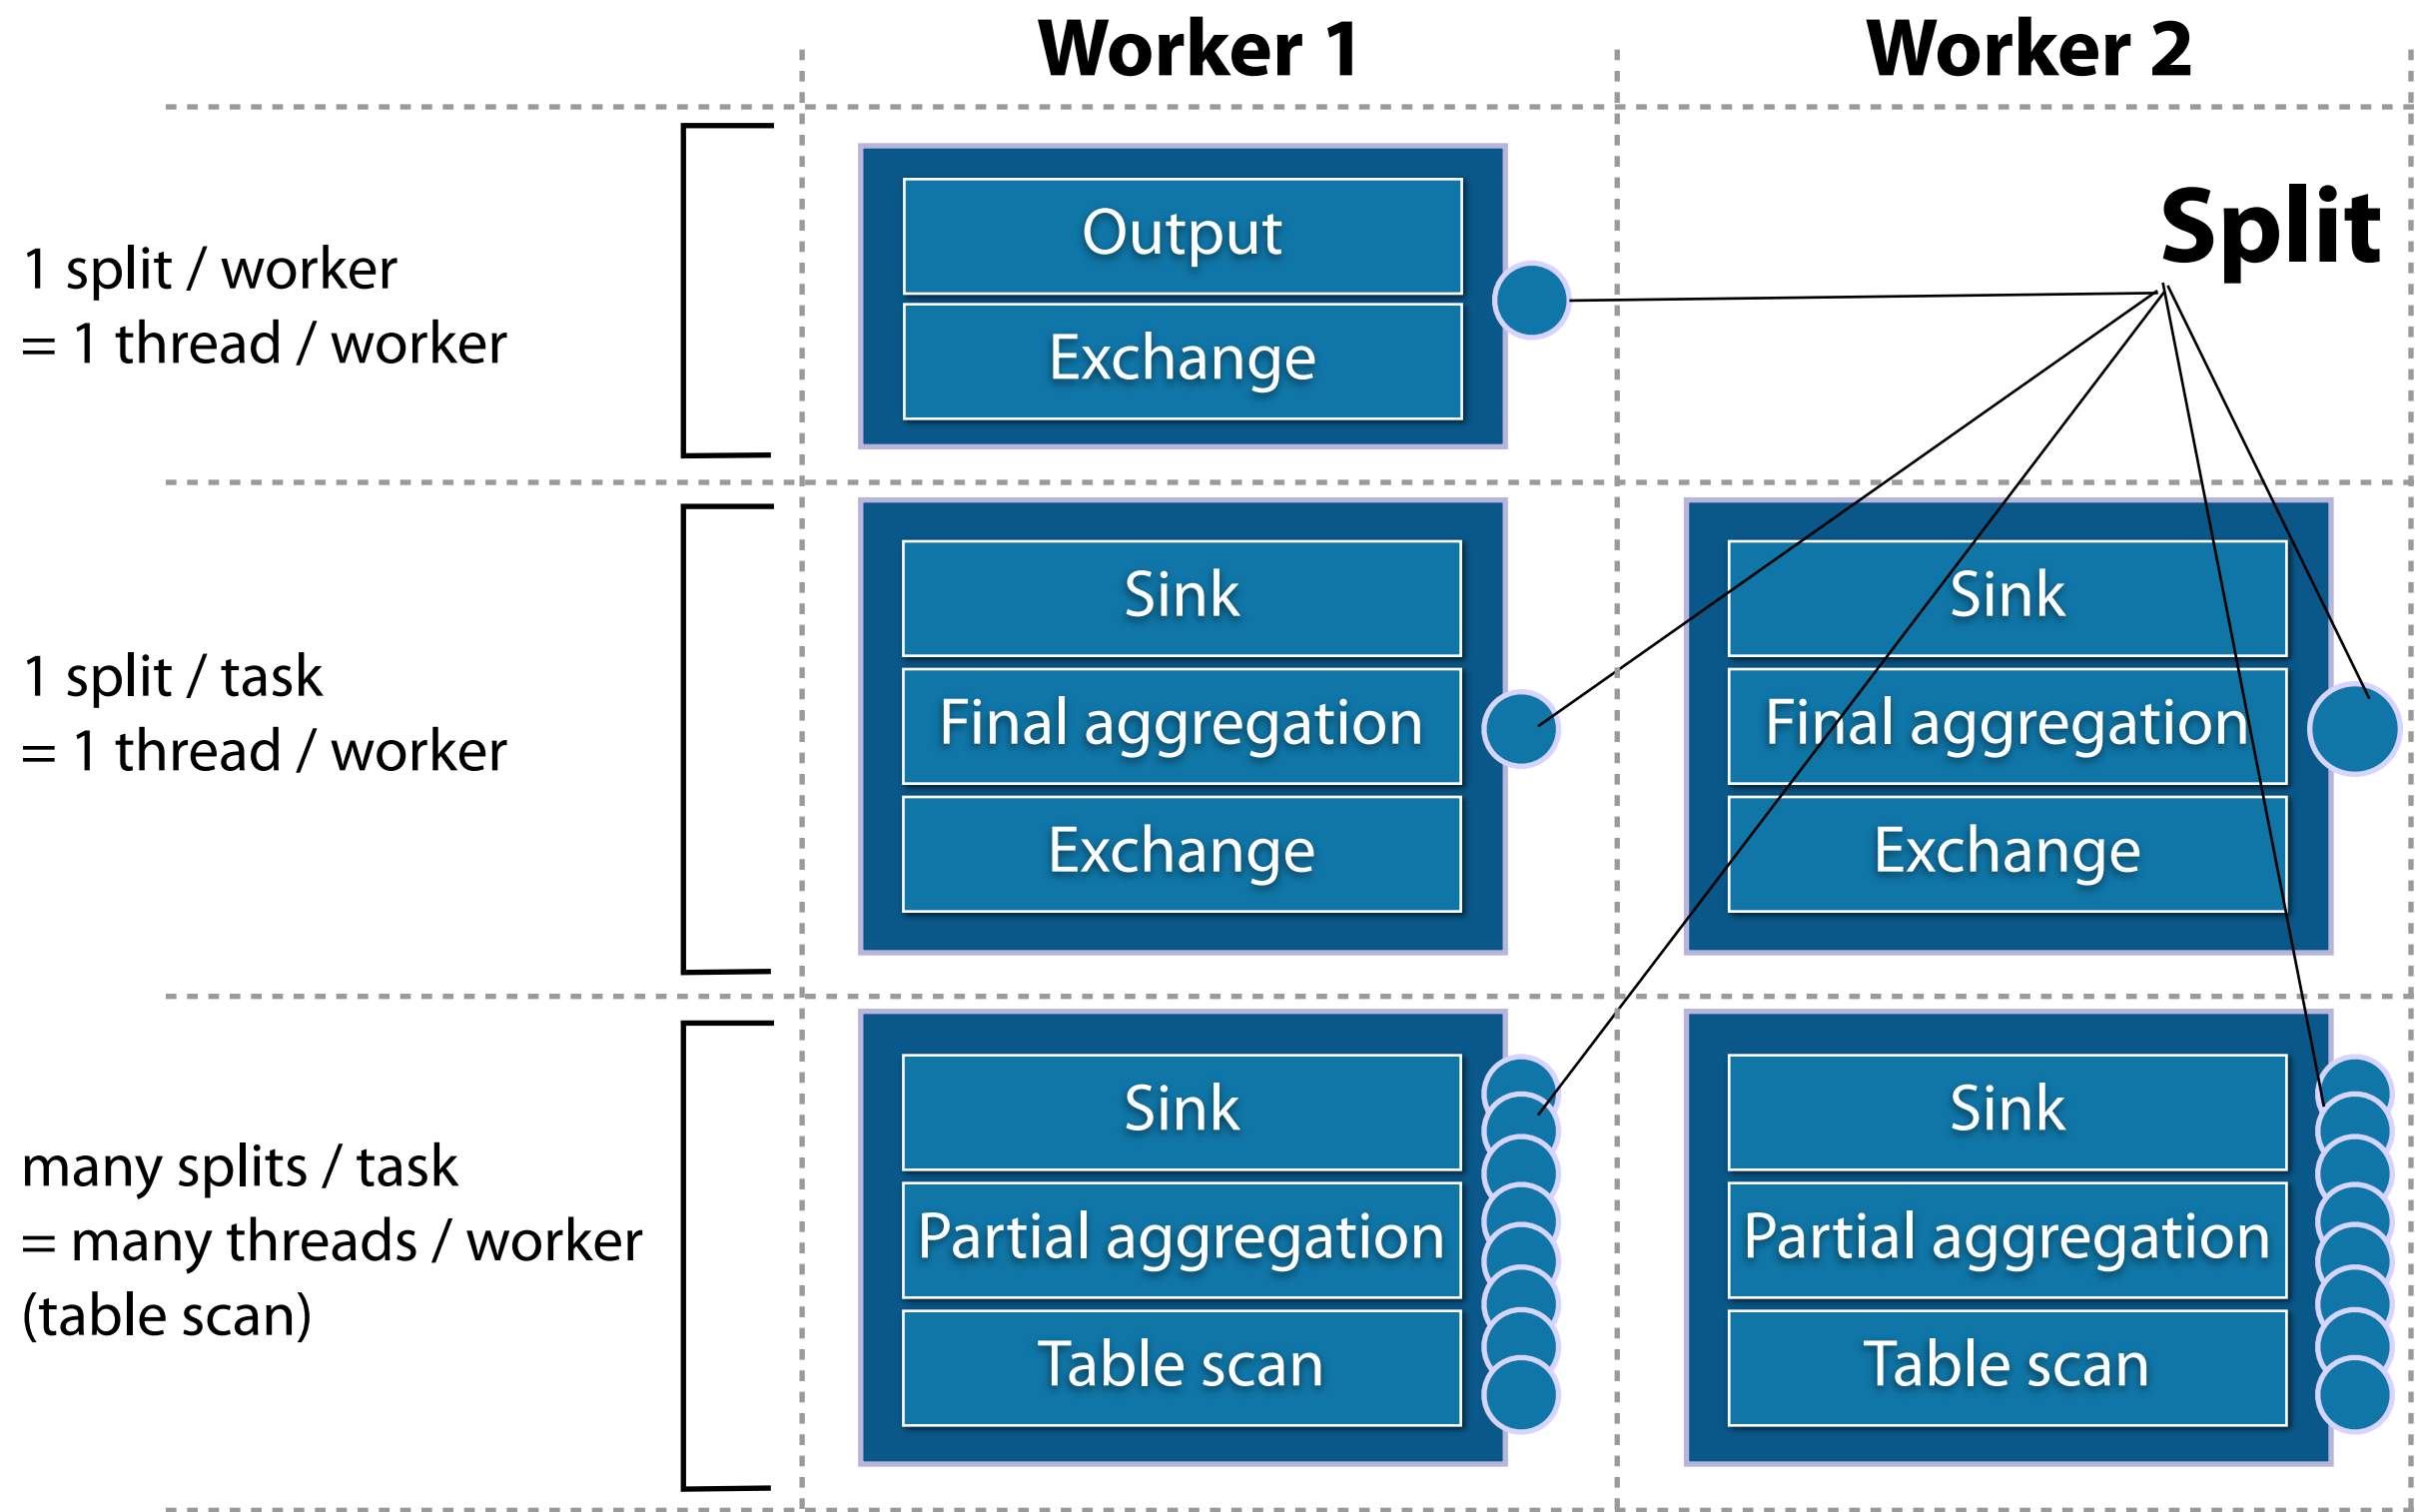 Worker 1
Worker 2
Split
1 split / worker
= 1 thread / worker
Output
Exchange
1 split / task
= 1 thread / worker
Sink
Final aggregation
Exchange
Sink
Final aggregation
Exchange
many splits / task
= many threads / worker
(table scan)
Sink
Partial aggregation
Table scan
Sink
Partial aggregation
Table scan